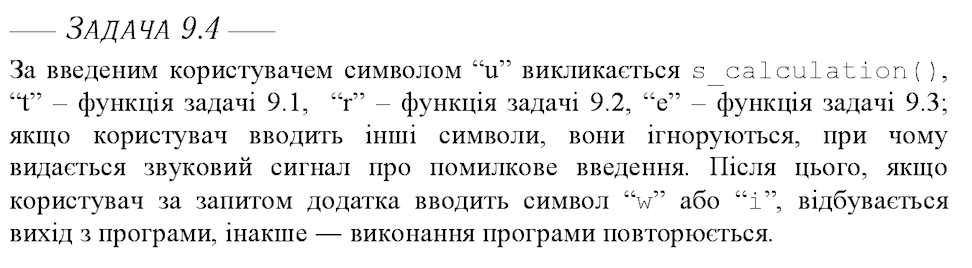 — ЗАДАЧА 9.4 —
За введеним користувачем символом “u” викликається s_calculation(),
“t” – функція задачі 9.1, “r” – функція задачі 9.2, “e” – функція задачі 9.3;
якщо користувач вводить інші символи, вони ігноруються, при чому
видається звуковий сигнал про помилкове введення. Після цього, якщо
користувач за запитом додатка вводить символ “w” або “i”, відбувається
вихід з програми, інакше — виконання програми повторюється.